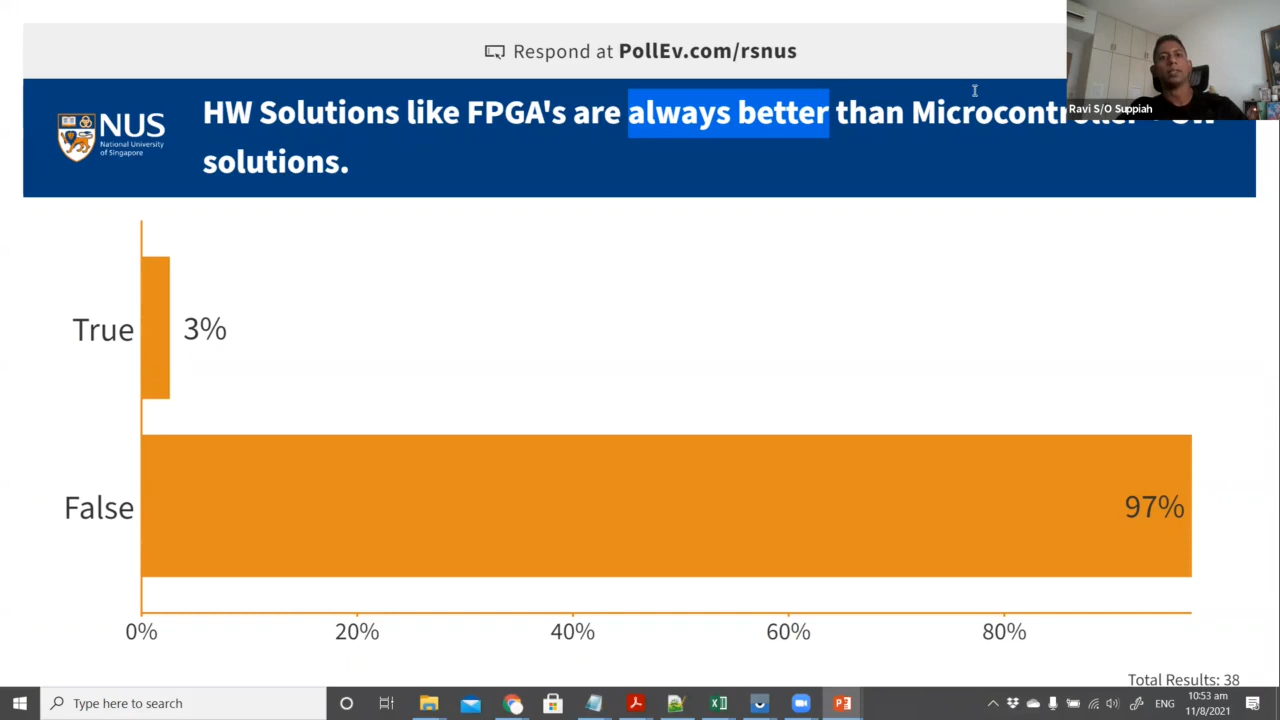 Respond at PollEv.com/rsnus
NUS
National University
of Singapore
HW Solutions like FPGA's are always better than
solutions.
Ravi S/O Suppiah
True
3%
False
97%
0%
20%
40%
60%
80%
Total Results: 38
Type here to search
ENG
10:53 am
11/8/2021